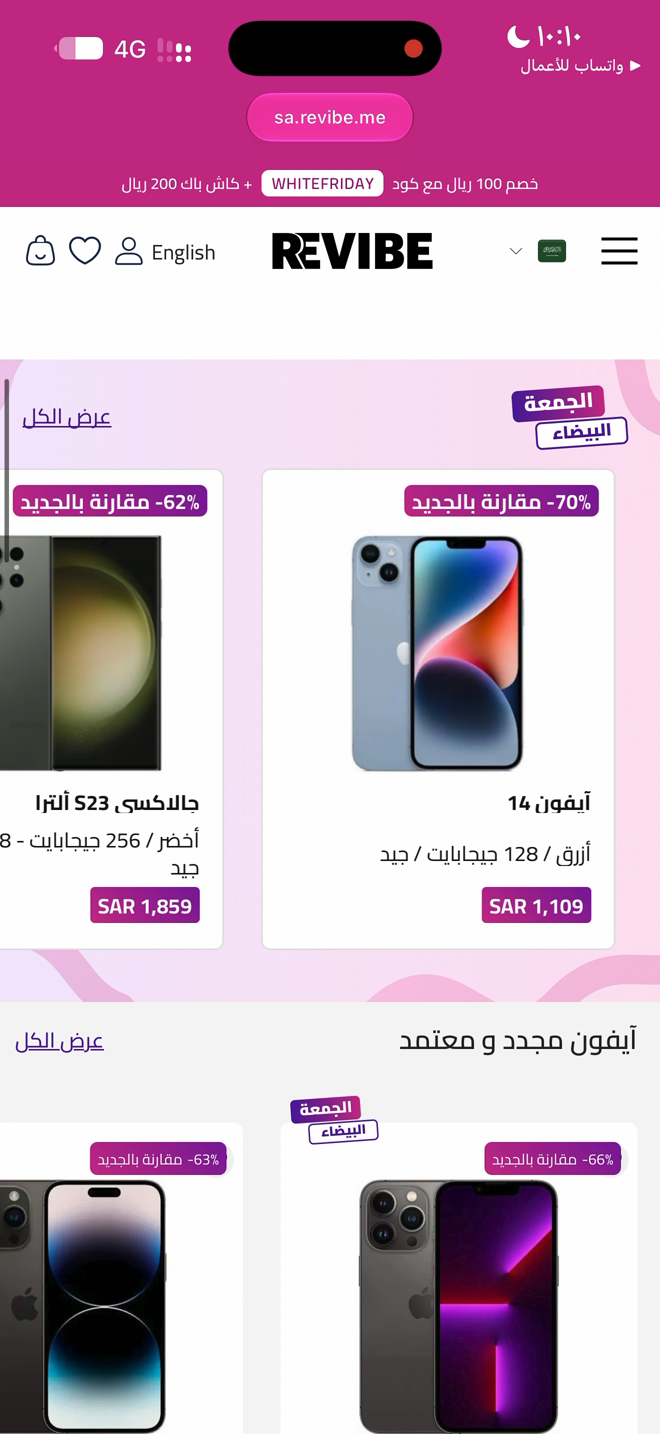 ١٠:١٠
4G
◀ واتساب للأعمال
sa.revibe.me
خصم 100 ريال مع كود WHITEFRIDAY + كاش باك 200 ريال
REVIBE
English
الجمعة
البيضاء
عرض الكل
-70% مقارنة بالجديد
آيفون 14
أزرق / 128 جيجابايت / جيد
SAR 1,109
-62% مقارنة بالجديد
جالاكسي S23 ألترا
أخضر / 256 جيجابايت - 8
جيد
SAR 1,859
آيفون مجدد و معتمد
عرض الكل
الجمعة
البيضاء
-66% مقارنة بالجديد
-63% مقارنة بالجديد